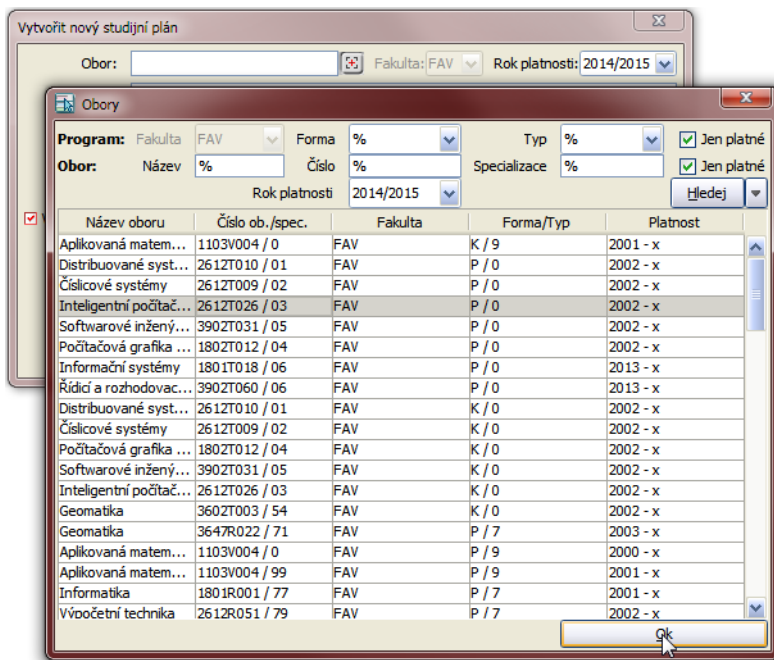 Vytvořit nový studijní plán
Obor: Fakulta: FAV Rok platnosti: 2014/2015
Obory
Program: Fakulta FAV Forma % Typ % Jen platné
Obor: Název % Číslo % Specializace % Jen platné
Rok platnosti 2014/2015 Hledej
V
Název oboru Číslo ob./spec. Fakulta Forma/Typ Platnost
Aplikovaná matem... 1103V004 / 0 FAV K / 9 2001 - x
Distribuované syst... 2612T010 / 01 FAV P / 0 2002 - x
Číslicové systémy 2612T009 / 02 FAV P / 0 2002 - x
Inteligentní počítač... 2612T026 / 03 FAV P / 0 2002 - x
Softwarové inžený... 3902T031 / 05 FAV P / 0 2002 - x
Počítačová grafika ... 1802T012 / 04 FAV P / 0 2002 - x
Informační systémy 1801T018 / 06 FAV P / 0 2013 - x
Řídicí a rozhodovac... 3902T060 / 06 FAV P / 0 2013 - x
Distribuované syst... 2612T010 / 01 FAV K / 0 2002 - x
Číslicové systémy 2612T009 / 02 FAV K / 0 2002 - x
Počítačová grafika ... 1802T012 / 04 FAV K / 0 2002 - x
Softwarové inžený... 3902T031 / 05 FAV K / 0 2002 - x
Inteligentní počítač... 2612T026 / 03 FAV K / 0 2002 - x
Geomatika 3602T003 / 54 FAV K / 0 2002 - x
Geomatika 3647R022 / 71 FAV P / 7 2003 - x
Aplikovaná matem... 1103V004 / 0 FAV P / 9 2000 - x
Aplikovaná matem... 1103V004 / 99 FAV P / 9 2001 - x
Informatika 1801R001 / 77 FAV P / 7 2001 - x
Výpočetní technika 2612R051 / 79 FAV P / 7 2002 - x
Ok